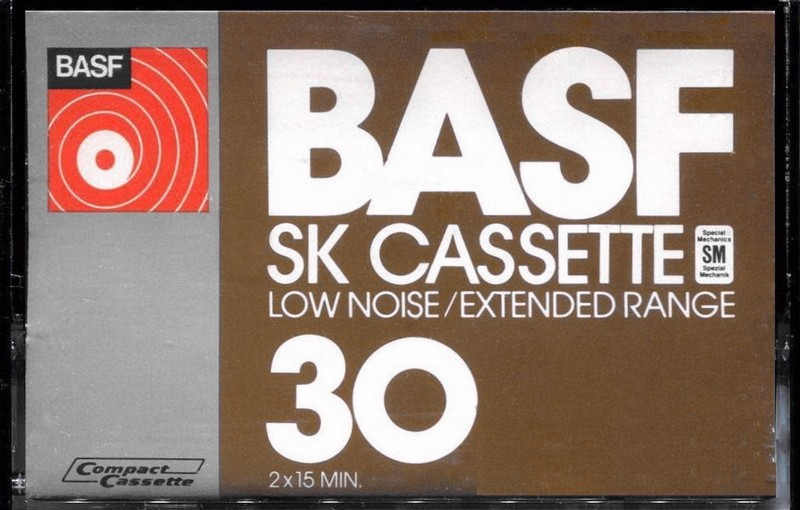 BASF
BASF
SK CASSETTE
Special
Mechanics
SM
Spezial
Mechanik
LOW NOISE/EXTENDED RANGE
30
2x15 MIN.
Compact
Cassette